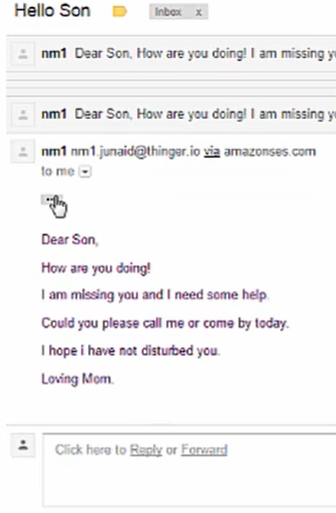 Hello Son
Inbox x
nm1 Dear Son, How are you doing! I am missing y
nm1 Dear Son, How are you doing! I am missing y
nm1 nm1.junaid@thinger.io via amazonses.com
to me
Dear Son,
How are you doing!
I am missing you and I need some help.
Could you please call me or come by today.
I hope i have not disturbed you.
Loving Mom.
Click here to Reply or Forward